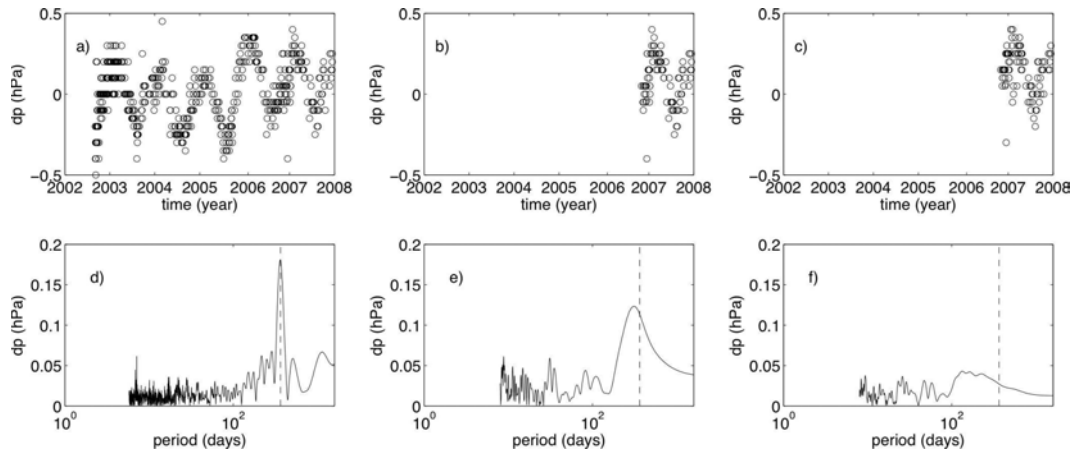 0.5
a)
dp (hPa)
0
−0.5
2002 2003 2004 2005 2006 2007 2008
time (year)
0.5
b)
dp (hPa)
0
−0.5
2002 2003 2004 2005 2006 2007 2008
time (year)
0.5
c)
dp (hPa)
0
−0.5
2002 2003 2004 2005 2006 2007 2008
time (year)
0.2
d)
0.15
dp (hPa)
0.1
0.05
0
10^0 10^2
period (days)
0.2
e)
0.15
dp (hPa)
0.1
0.05
0
10^0 10^2
period (days)
0.2
f)
0.15
dp (hPa)
0.1
0.05
0
10^0 10^2
period (days)